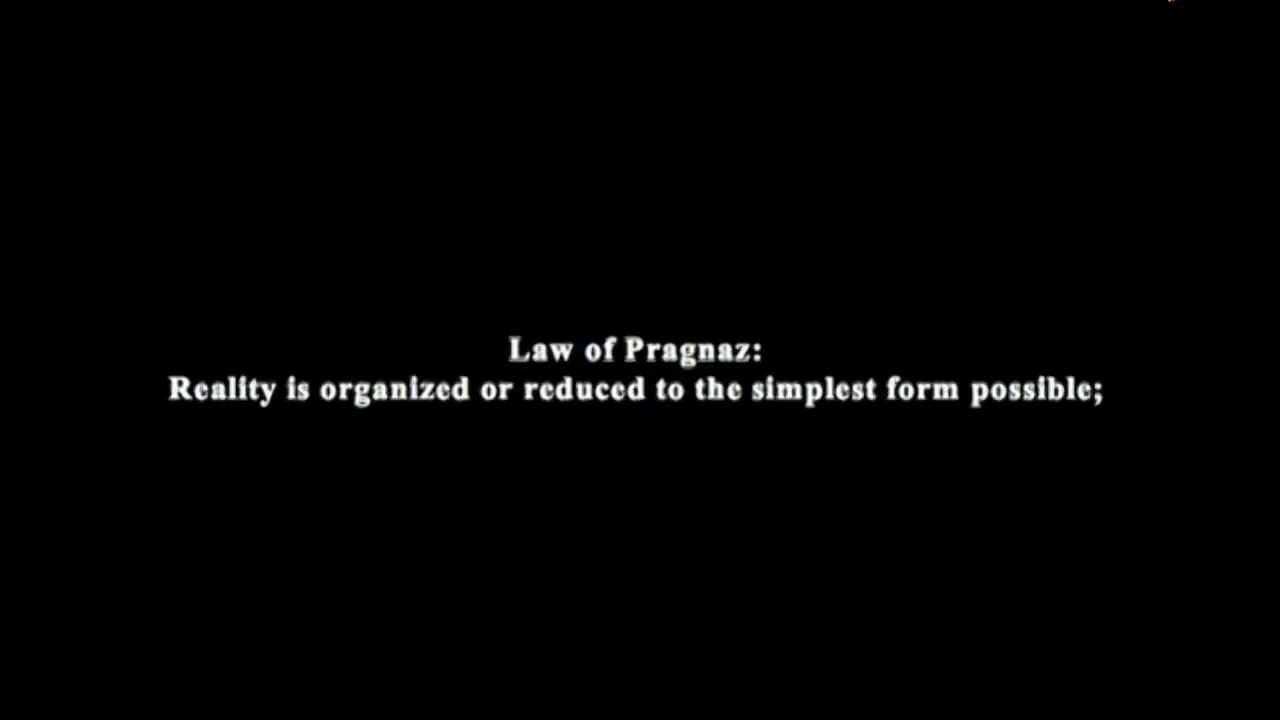 Law of Pragnaz:
Reality is organized or reduced to the simplest form possible;